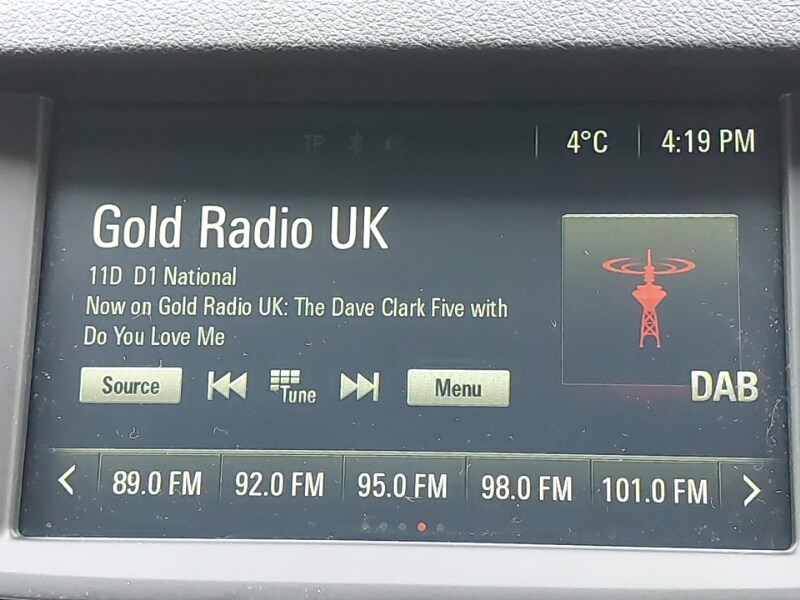 TP
4°C
4:19 PM
Gold Radio UK
11D D1 National
Now on Gold Radio UK: The Dave Clark Five with
Do You Love Me
Source
Tune
Menu
DAB
89.0 FM
92.0 FM
95.0 FM
98.0 FM
101.0 FM